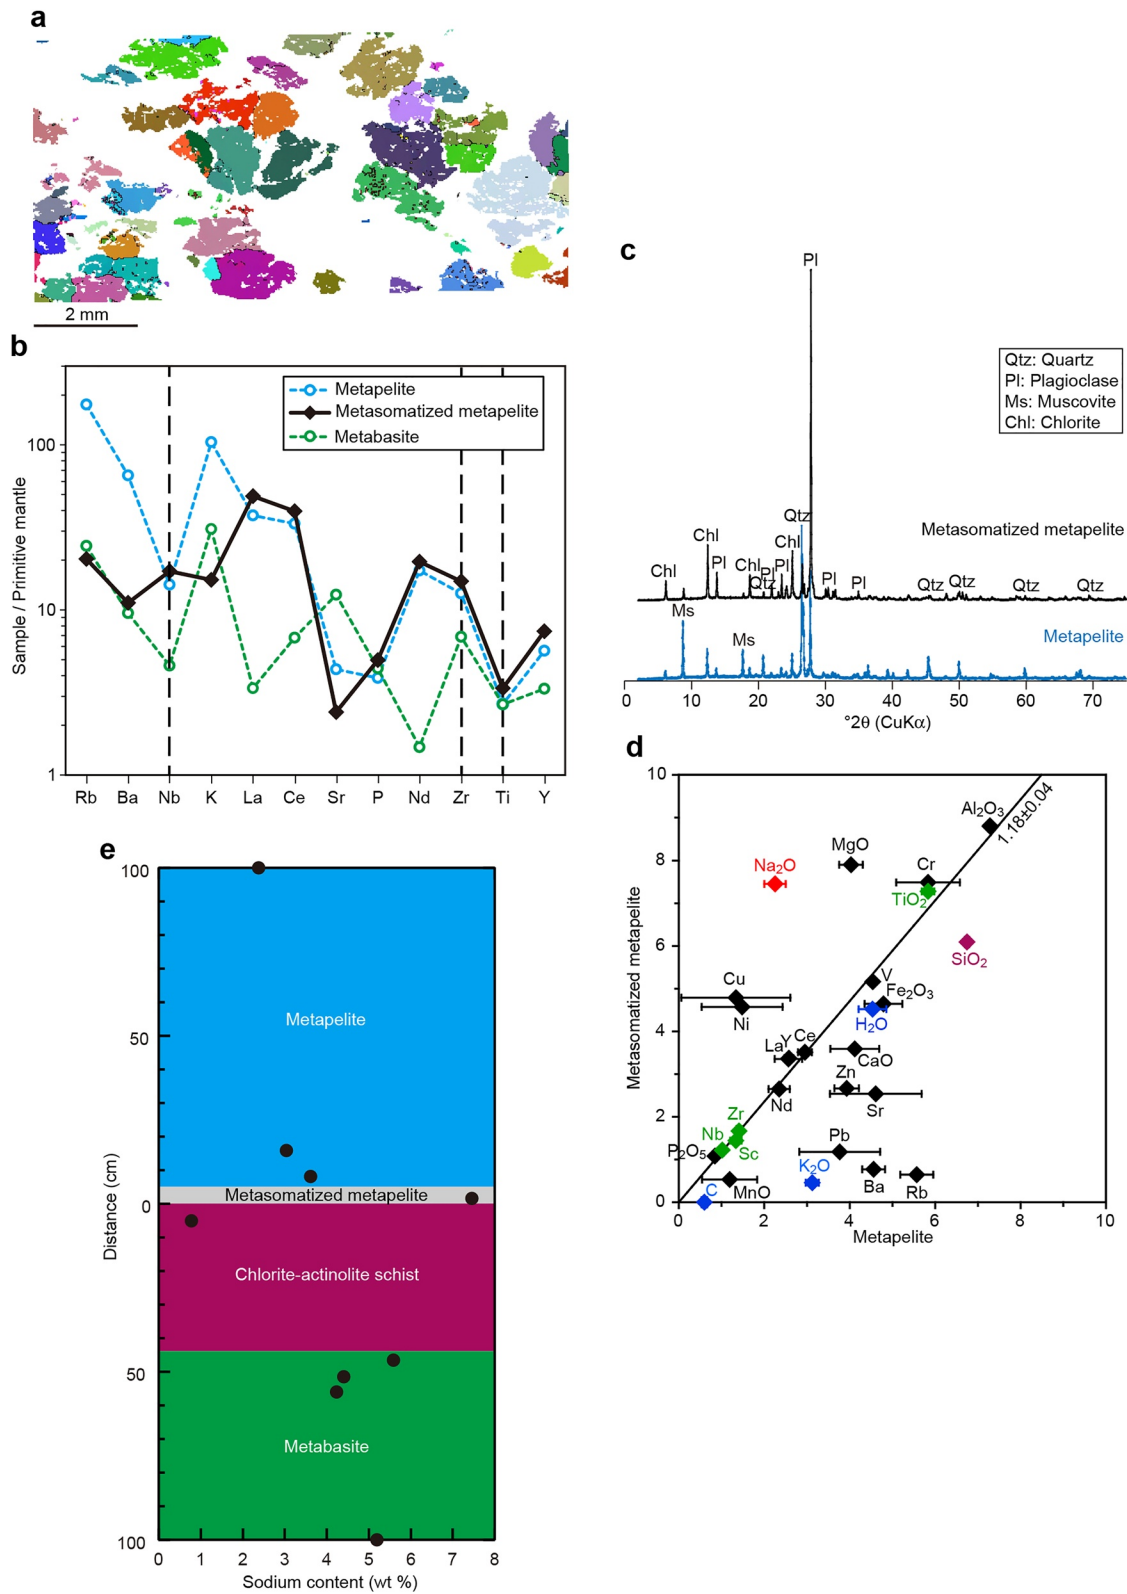 a
2 mm
b
Metapelite
Metasomatized metapelite
Metabasite
Sample / Primitive mantle
100
10
1
Rb Ba Nb K La Ce Sr P Nd Zr Ti Y
c
Pl
Qtz: Quartz
Pl: Plagioclase
Ms: Muscovite
Chl: Chlorite
Qtz
Metasomatized metapelite
Chl
Chl
Pl
Chl
Qtz
Pl
Pl
Chl
Pl
Pl
Qtz
Qtz
Qtz
Qtz
Ms
Ms
Metapelite
0 10 20 30 40 50 60 70
°2θ (CuKα)
d
Metasomatized metapelite
10
8
6
4
2
0
1.18±0.04
Al₂O₃
MgO
Na₂O
Cr
TiO₂
SiO₂
Cu
Ni
V
Fe₂O₃
H₂O
La
Y
Ce
CaO
Nd
Zn
Sr
Zr
Nb
Sc
P₂O₅
Pb
K₂O
Ba
Rb
C
MnO
0 2 4 6 8 10
Metapelite
e
Distance (cm)
100
50
0
50
100
Metapelite
Metasomatized metapelite
Chlorite-actinolite schist
Metabasite
0 1 2 3 4 5 6 7 8
Sodium content (wt %)